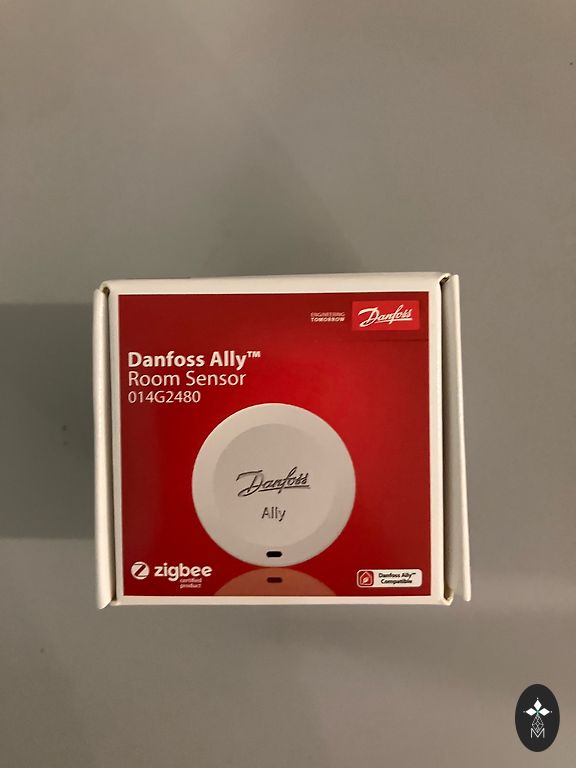 ENGINEERING
TOMORROW
Danfoss
Danfoss Ally™
Room Sensor
014G2480
Danfoss
Ally
zigbee
certified
product
Danfoss Ally™
Compatible
M